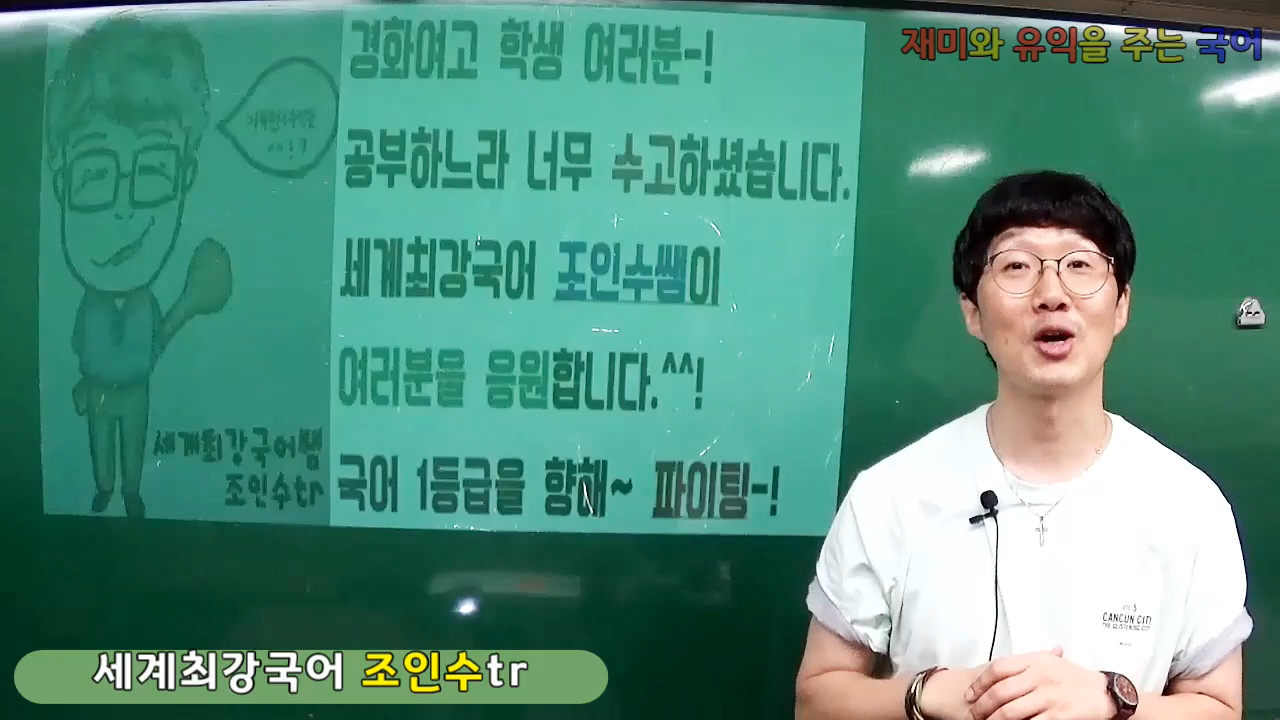 재미와 유익을 주는 국어
경화여고 학생 여러분~!
공부하느라 너무 수고하셨습니다.
세계최강국어 조인수쌤이
여러분을 응원합니다.^^!
국어 1등급을 향해~ 파이팅~!
^^!
세계최강국어쌤
조인수tr
CANCUN CITY
세계최강국어 조인수tr